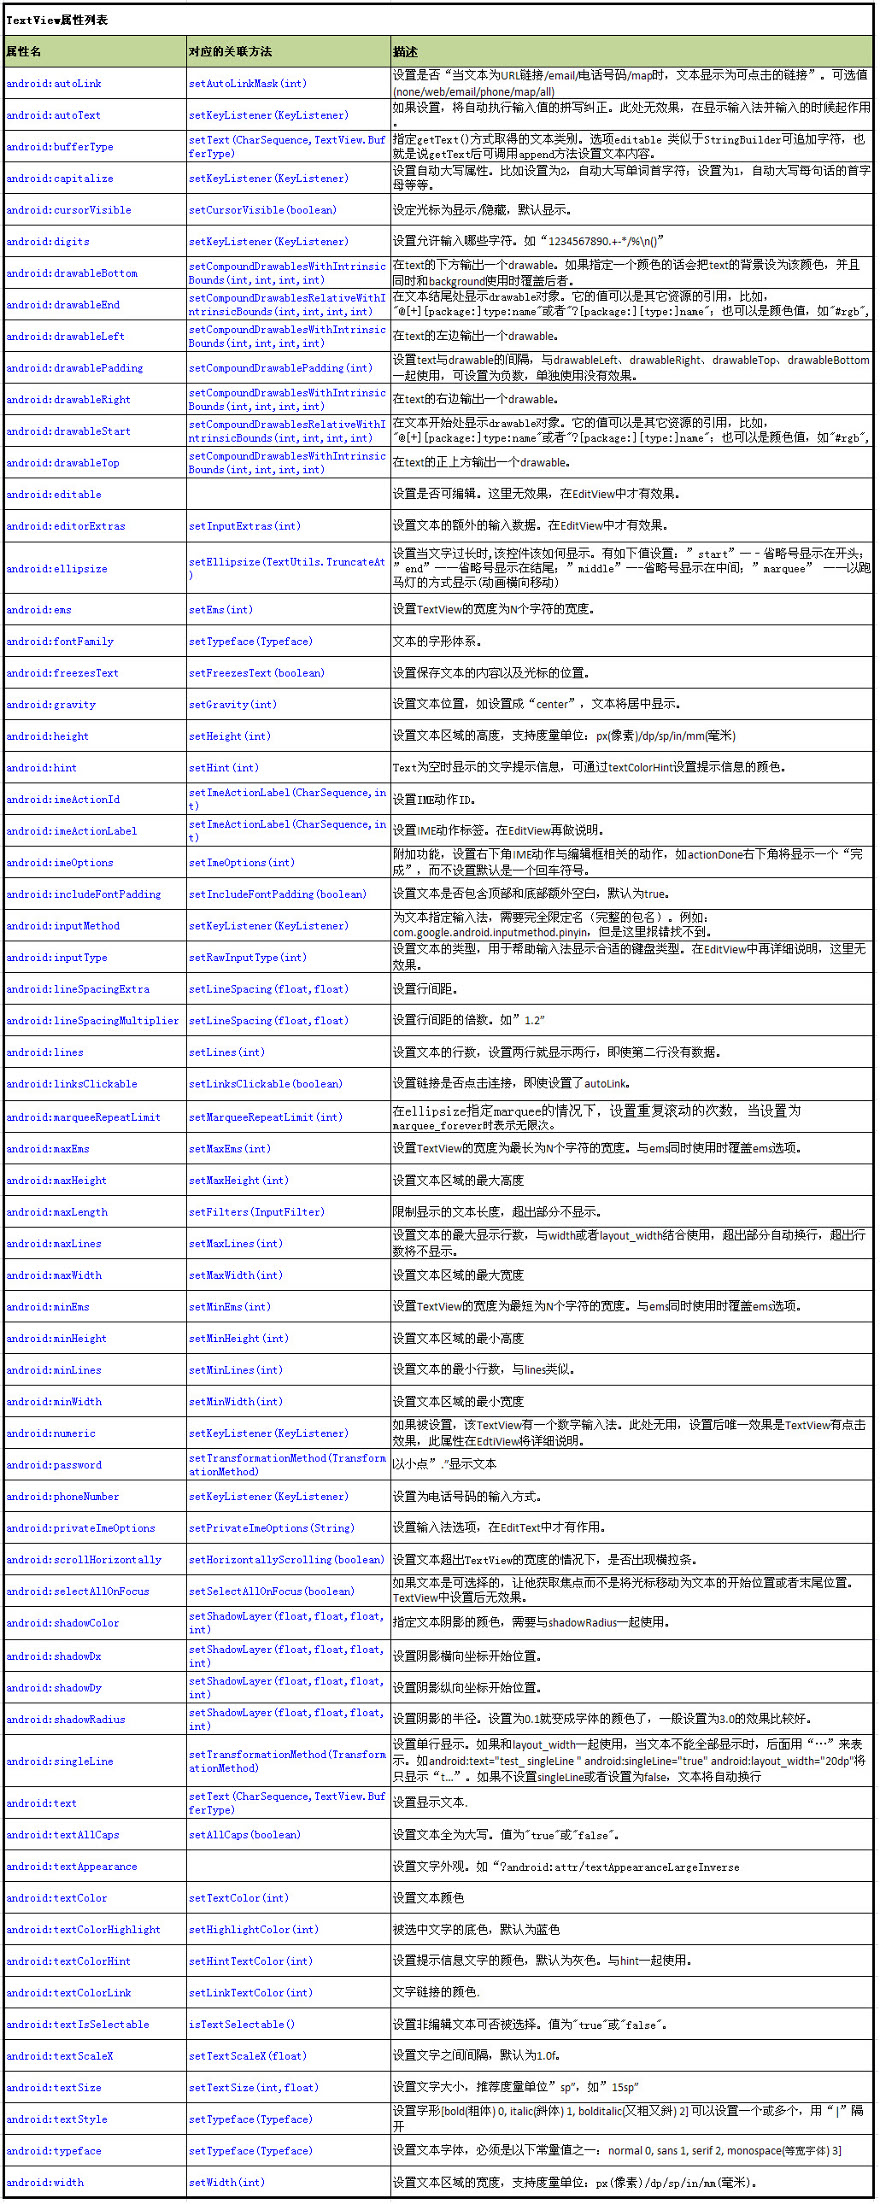 TextView属性列表
属性名 对应的关联方法 描述
android:autoLink setAutoLinkMask(int) 设置是否“当文本为URL链接/email/电话号码/map时，文本显示为可点击的链接”。可选值
(none/web/email/phone/map/all)
android:autoText setKeyListener(KeyListener) 如果设置，将自动执行输入值的拼写纠正。此处无效果，在显示输入法并输入的时候起作用
。
android:bufferType setText(CharSequence,TextView.Buf
ferType) 指定getText()方式取得的文本类别。选项editable 类似于StringBuilder可追加字符，也
就是说getText后可调用append方法设置文本内容。
android:capitalize setKeyListener(KeyListener) 设置自动大写属性。比如设置为2，自动大写单词首字符；设置为1，自动大写每句话的首字
母等等。
android:cursorVisible setCursorVisible(boolean) 设定光标为显示/隐藏，默认显示。
android:digits setKeyListener(KeyListener) 设置允许输入哪些字符。如“1234567890.+-*/%\n()”
android:drawableBottom setCompoundDrawablesWithIntrinsic
Bounds(int,int,int,int) 在text的下方输出一个drawable。如果指定一个颜色的话会把text的背景设为该颜色，并且
同时和background使用时覆盖后者。
android:drawableEnd setCompoundDrawablesRelativeWithI
ntrinsicBounds(int,int,int,int) 在文本结尾处显示drawable对象。它的值可以是其它资源的引用，比如，
"@[+][package:]type:name"或者"?[package:][type:]name"；也可以是颜色值，如"#rgb",
android:drawableLeft setCompoundDrawablesWithIntrinsic
Bounds(int,int,int,int) 在text的左边输出一个drawable。
android:drawablePadding setCompoundDrawablePadding(int) 设置text与drawable的间隔，与drawableLeft、drawableRight、drawableTop、drawableBottom
一起使用，可设置为负数，单独使用没有效果。
android:drawableRight setCompoundDrawablesWithIntrinsic
Bounds(int,int,int,int) 在text的右边输出一个drawable。
android:drawableStart setCompoundDrawablesRelativeWithI
ntrinsicBounds(int,int,int,int) 在文本开始处显示drawable对象。它的值可以是其它资源的引用，比如，
"@[+][package:]type:name"或者"?[package:][type:]name"；也可以是颜色值，如"#rgb",
android:drawableTop setCompoundDrawablesWithIntrinsic
Bounds(int,int,int,int) 在text的正上方输出一个drawable。
android:editable 设置是否可编辑。这里无效果，在EditView中才有效果。
android:editorExtras setInputExtras(int) 设置文本的额外的输入数据。在EditView中才有效果。
android:ellipsize setEllipsize(TextUtils.TruncateAt
) 设置当文字过长时,该控件该如何显示。有如下值设置：”start”—–省略号显示在开头；
”end”——省略号显示在结尾；”middle”—-省略号显示在中间；”marquee” ——以跑
马灯的方式显示(动画横向移动)
android:ems setEms(int) 设置TextView的宽度为N个字符的宽度。
android:fontFamily setTypeface(Typeface) 文本的字形体系。
android:freezesText setFreezesText(boolean) 设置保存文本的内容以及光标的位置。
android:gravity setGravity(int) 设置文本位置，如设置成“center”，文本将居中显示。
android:height setHeight(int) 设置文本区域的高度，支持度量单位：px(像素)/dp/sp/in/mm(毫米)
android:hint setHint(int) Text为空时显示的文字提示信息，可通过textColorHint设置提示信息的颜色。
android:imeActionId setImeActionLabel(CharSequence,in
t) 设置IME动作ID。
android:imeActionLabel setImeActionLabel(CharSequence,in
t) 设置IME动作标签。在EditView再做说明。
android:imeOptions setImeOptions(int) 附加功能，设置右下角IME动作与编辑框相关的动作，如actionDone右下角将显示一个“完
成”，而不设置默认是一个回车符号。
android:includeFontPadding setIncludeFontPadding(boolean) 设置文本是否包含顶部和底部额外空白，默认为true。
android:inputMethod setKeyListener(KeyListener) 为文本指定输入法，需要完全限定名（完整的包名）。例如：
com.google.android.inputmethod.pinyin，但是这里报错找不到。
android:inputType setRawInputType(int) 设置文本的类型，用于帮助输入法显示合适的键盘类型。在EditView中再详细说明，这里无
效果。
android:lineSpacingExtra setLineSpacing(float,float) 设置行间距。
android:lineSpacingMultiplier setLineSpacing(float,float) 设置行间距的倍数。如”1.2”
android:lines setLines(int) 设置文本的行数，设置两行就显示两行，即使第二行没有数据。
android:linksClickable setLinksClickable(boolean) 设置链接是否点击连接，即使设置了autoLink。
android:marqueeRepeatLimit setMarqueeRepeatLimit(int) 在ellipsize指定marquee的情况下，设置重复滚动的次数，当设置为
marquee_forever时表示无限次。
android:maxEms setMaxEms(int) 设置TextView的宽度为最长为N个字符的宽度。与ems同时使用时覆盖ems选项。
android:maxHeight setMaxHeight(int) 设置文本区域的最大高度
android:maxLength setFilters(InputFilter) 限制显示的文本长度，超出部分不显示。
android:maxLines setMaxLines(int) 设置文本的最大显示行数，与width或者layout_width结合使用，超出部分自动换行，超出行
数将不显示。
android:maxWidth setMaxWidth(int) 设置文本区域的最大宽度
android:minEms setMinEms(int) 设置TextView的宽度为最短为N个字符的宽度。与ems同时使用时覆盖ems选项。
android:minHeight setMinHeight(int) 设置文本区域的最小高度
android:minLines setMinLines(int) 设置文本的最小行数，与lines类似。
android:minWidth setMinWidth(int) 设置文本区域的最小宽度
android:numeric setKeyListener(KeyListener) 如果被设置，该TextView有一个数字输入法。此处无用，设置后唯一效果是TextView有点击
效果，此属性在EdtiView将详细说明。
android:password setTransformationMethod(Transform
ationMethod) 以小点”.”显示文本
android:phoneNumber setKeyListener(KeyListener) 设置为电话号码的输入方式。
android:privateImeOptions setPrivateImeOptions(String) 设置输入法选项，在EditText中才有作用。
android:scrollHorizontally setHorizontallyScrolling(boolean) 设置文本超出TextView的宽度的情况下，是否出现横拉条。
android:selectAllOnFocus setSelectAllOnFocus(boolean) 如果文本是可选择的，让他获取焦点而不是将光标移动为文本的开始位置或者末尾位置。
TextView中设置后无效果。
android:shadowColor setShadowLayer(float,float,float,
int) 指定文本阴影的颜色，需要与shadowRadius一起使用。
android:shadowDx setShadowLayer(float,float,float,
int) 设置阴影横向坐标开始位置。
android:shadowDy setShadowLayer(float,float,float,
int) 设置阴影纵向坐标开始位置。
android:shadowRadius setShadowLayer(float,float,float,
int) 设置阴影的半径。设置为0.1就变成字体的颜色了，一般设置为3.0的效果比较好。
android:singleLine setTransformationMethod(Transform
ationMethod) 设置单行显示。如果和layout_width一起使用，当文本不能全部显示时，后面用“…”来表
示。如android:text="test_ singleLine " android:singleLine="true" android:layout_width="20dp"将
只显示“t…”。如果不设置singleLine或者设置为false，文本将自动换行
android:text setText(CharSequence,TextView.Buf
ferType) 设置显示文本.
android:textAllCaps setAllCaps(boolean) 设置文本全为大写。值为"true"或"false"。
android:textAppearance 设置文字外观。如“?android:attr/textAppearanceLargeInverse
android:textColor setTextColor(int) 设置文本颜色
android:textColorHighlight setHighlightColor(int) 被选中文字的底色，默认为蓝色
android:textColorHint setHintTextColor(int) 设置提示信息文字的颜色，默认为灰色。与hint一起使用。
android:textColorLink setLinkTextColor(int) 文字链接的颜色.
android:textIsSelectable isTextSelectable() 设置非编辑文本可否被选择。值为"true"或"false"。
android:textScaleX setTextScaleX(float) 设置文字之间间隔，默认为1.0f。
android:textSize setTextSize(int,float) 设置文字大小，推荐度量单位”sp”，如”15sp”
android:textStyle setTypeface(Typeface) 设置字形[bold(粗体) 0, italic(斜体) 1, bolditalic(又粗又斜) 2] 可以设置一个或多个，用“|”隔
开
android:typeface setTypeface(Typeface) 设置文本字体，必须是以下常量值之一：normal 0, sans 1, serif 2, monospace(等宽字体) 3]
android:width setWidth(int) 设置文本区域的宽度，支持度量单位：px(像素)/dp/sp/in/mm(毫米)。